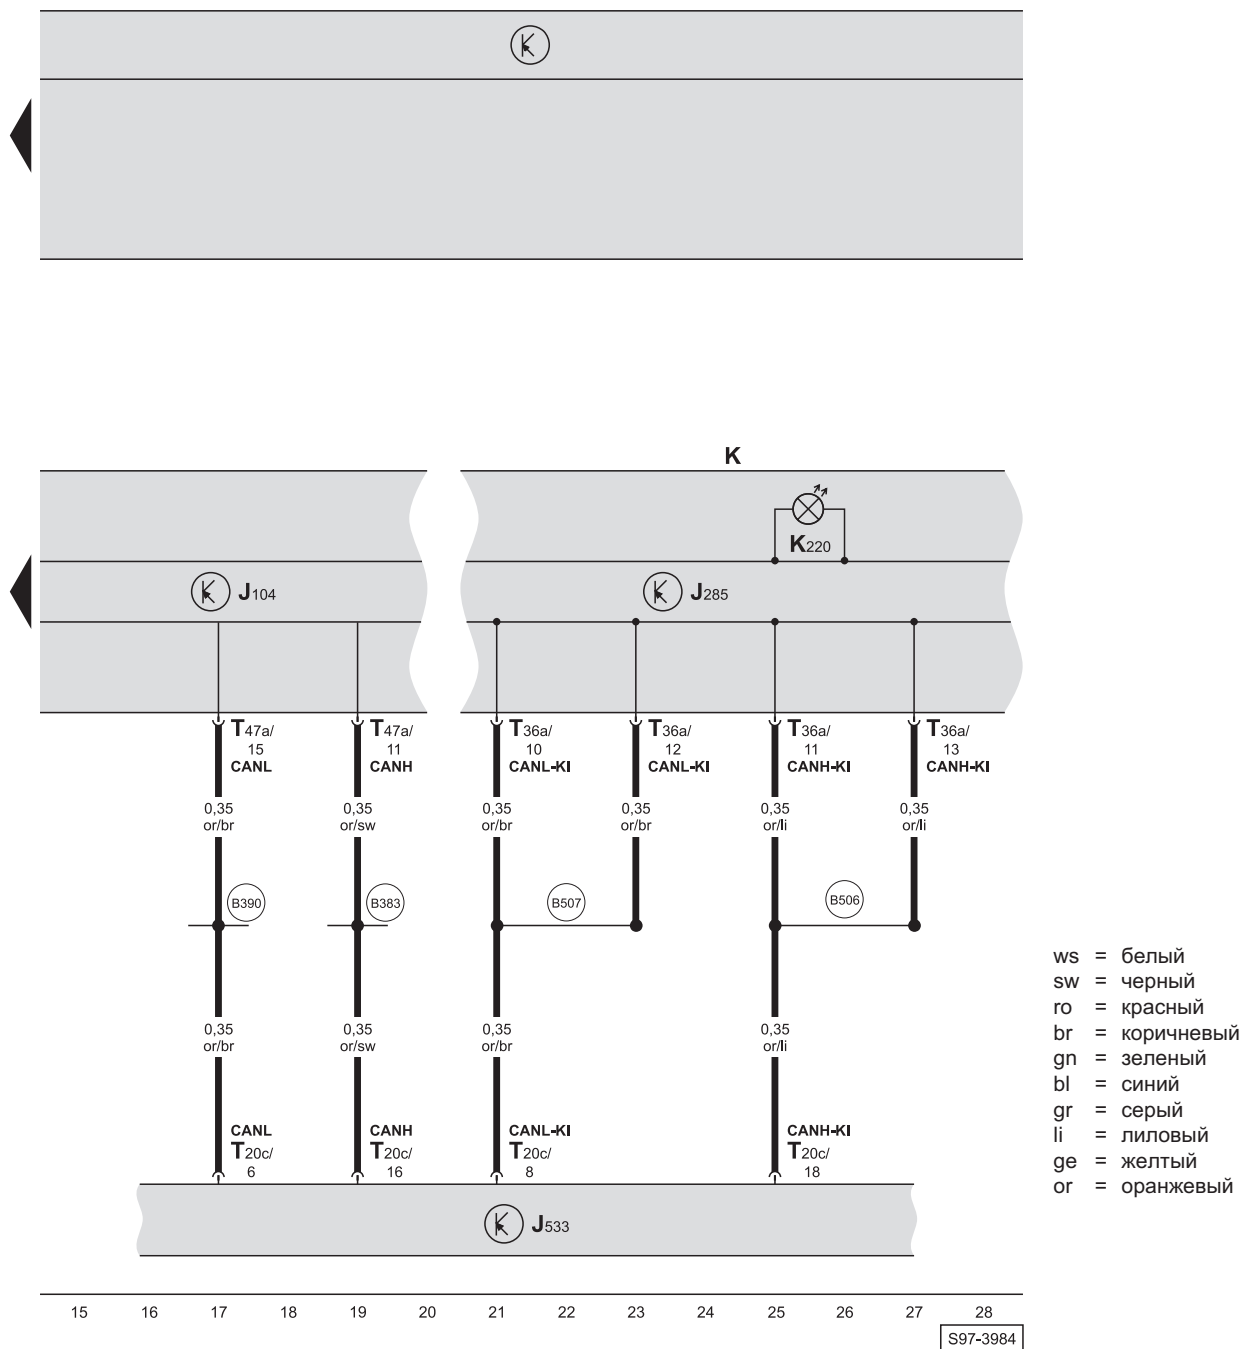 K
K220
J104
J285
T47a/ T47a/ T36a/ T36a/ T36a/ T36a/
15 11 10 12 11 13
CANL CANH CANL-KI CANL-KI CANH-KI CANH-KI
0,35 0,35 0,35 0,35 0,35 0,35
or/br or/sw or/br or/br or/li or/li
B390 B383 B507 B506
ws = белый
sw = черный
ro = красный
br = коричневый
gn = зеленый
bl = синий
gr = серый
li = лиловый
ge = желтый
or = оранжевый
0,35 0,35 0,35 0,35
or/br or/sw or/br or/li
CANL CANH CANL-KI CANH-KI
T20c/ T20c/ T20c/ T20c/
6 16 8 18
J533
15 16 17 18 19 20 21 22 23 24 25 26 27 28
S97-3984